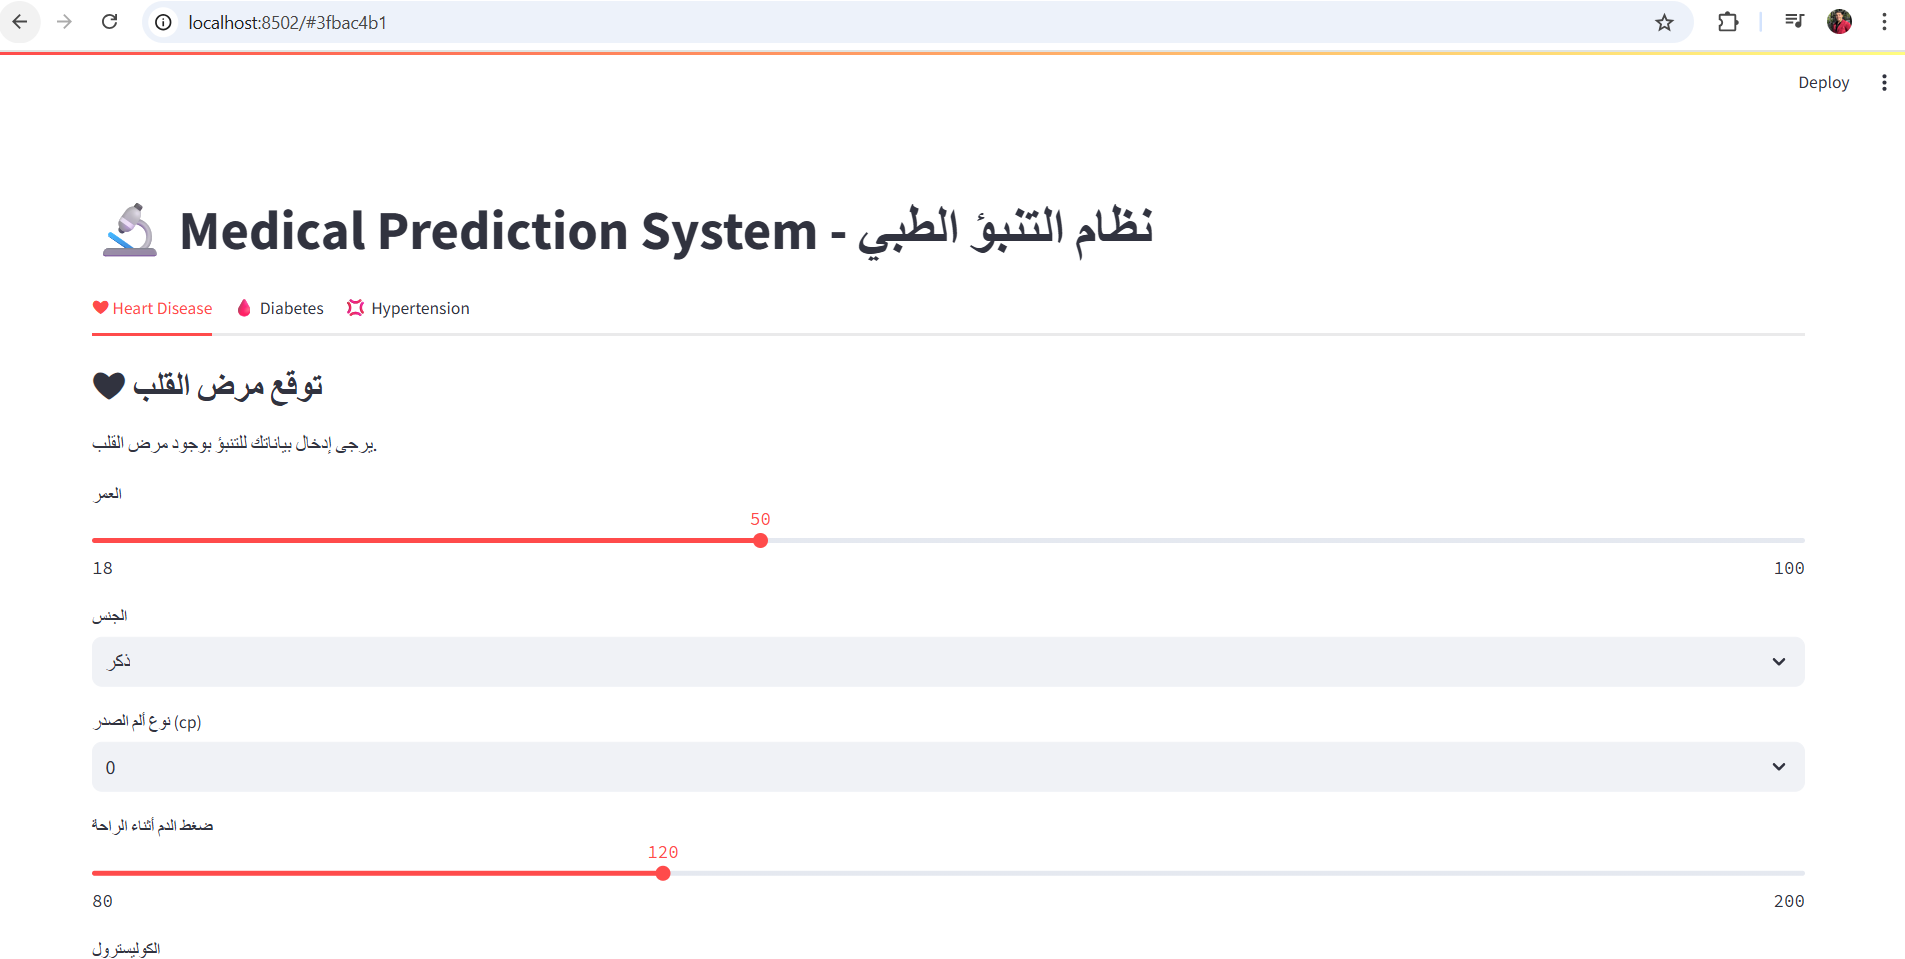 localhost:8502/#3fbac4b1
Deploy
Medical Prediction System - نظام التنبؤ الطبي
Heart Disease Diabetes Hypertension
توقع مرض القلب
يرجى إدخال بياناتك للتنبؤ بوجود مرض القلب.
العمر
50
18 100
الجنس
ذكر
نوع ألم الصدر (cp)
0
ضغط الدم أثناء الراحة
120
80 200
الكوليسترول